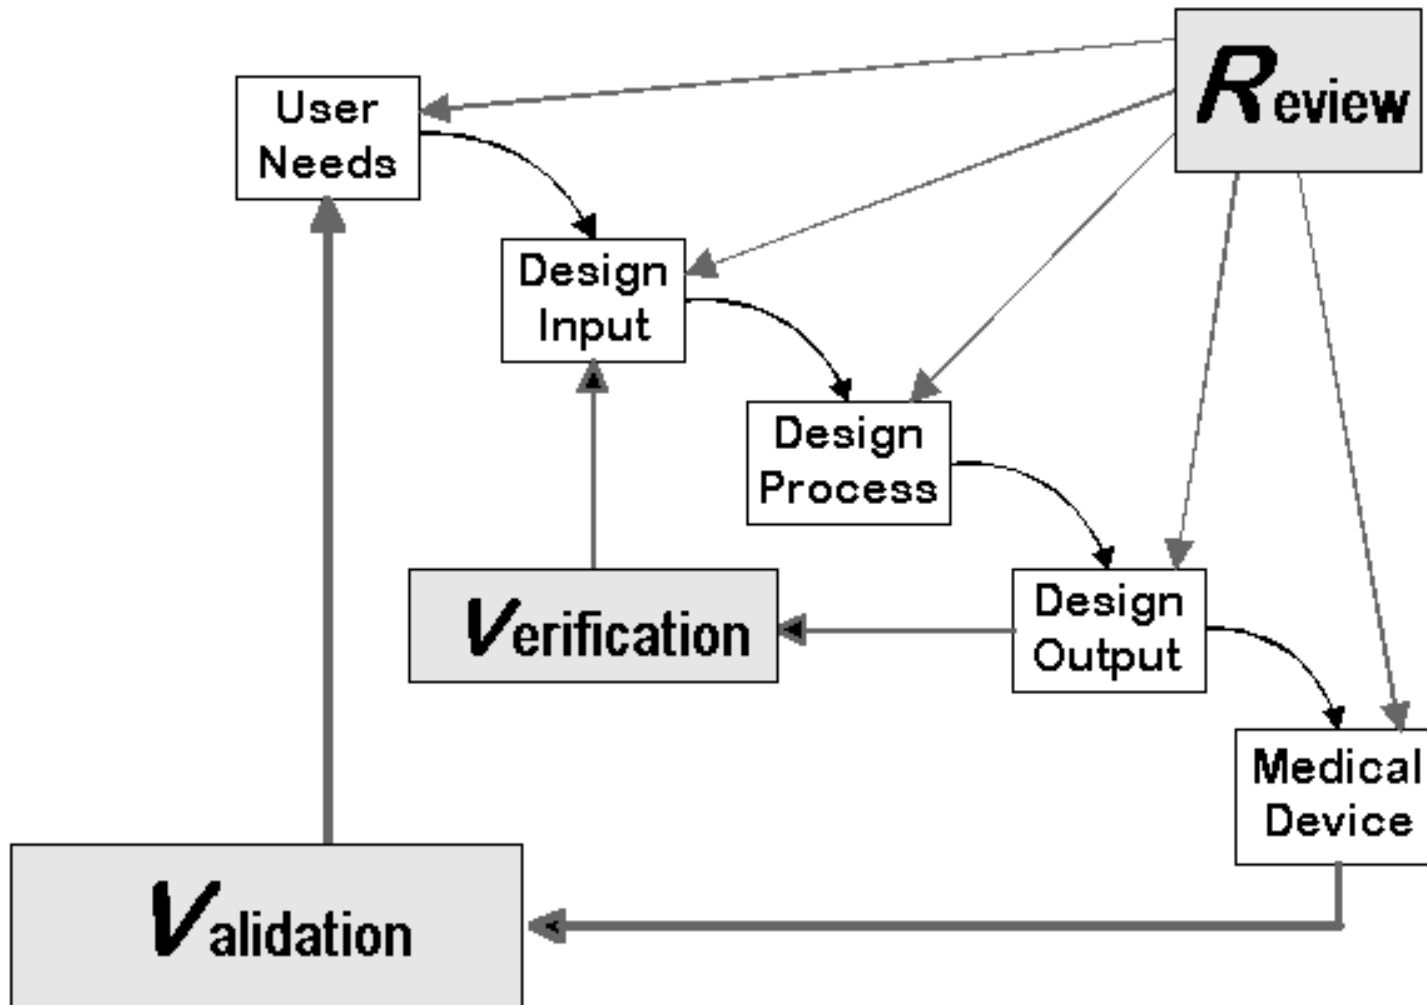 Review
User
Needs
Design
Input
Design
Process
Design
Output
Verification
Medical
Device
Validation